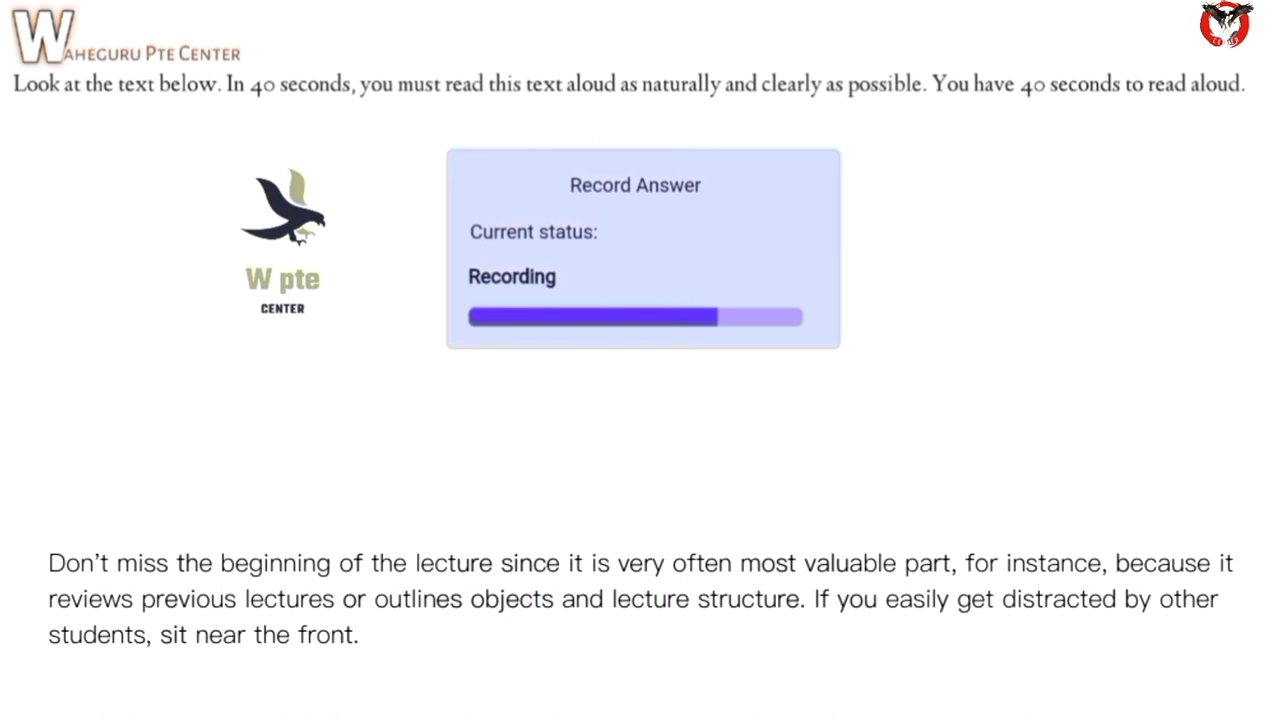 WAHEGURU PTE CENTER
Look at the text below. In 40 seconds, you must read this text aloud as naturally and clearly as possible. You have 40 seconds to read aloud.
Record Answer
Current status:
Recording
W pte
CENTER
Don't miss the beginning of the lecture since it is very often most valuable part, for instance, because it
reviews previous lectures or outlines objects and lecture structure. If you easily get distracted by other
students, sit near the front.